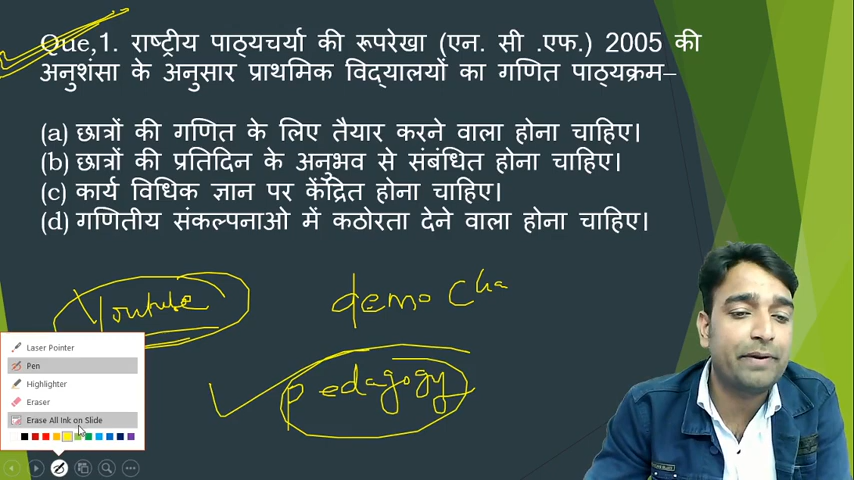 Que,1. राष्ट्रीय पाठ्यचर्या की रूपरेखा (एन. सी .एफ.) 2005 की
अनुशंसा के अनुसार प्राथमिक विद्यालयों का गणित पाठ्यक्रम–
(a) छात्रों की गणित के लिए तैयार करने वाला होना चाहिए।
(b) छात्रों की प्रतिदिन के अनुभव से संबंधित होना चाहिए।
(c) कार्य विधिक ज्ञान पर केंद्रित होना चाहिए।
(d) गणितीय संकल्पनाओ में कठोरता देने वाला होना चाहिए।
Youtube
demo Cha
pedagogy
Laser Pointer
Pen
Highlighter
Eraser
Erase All Ink on Slide